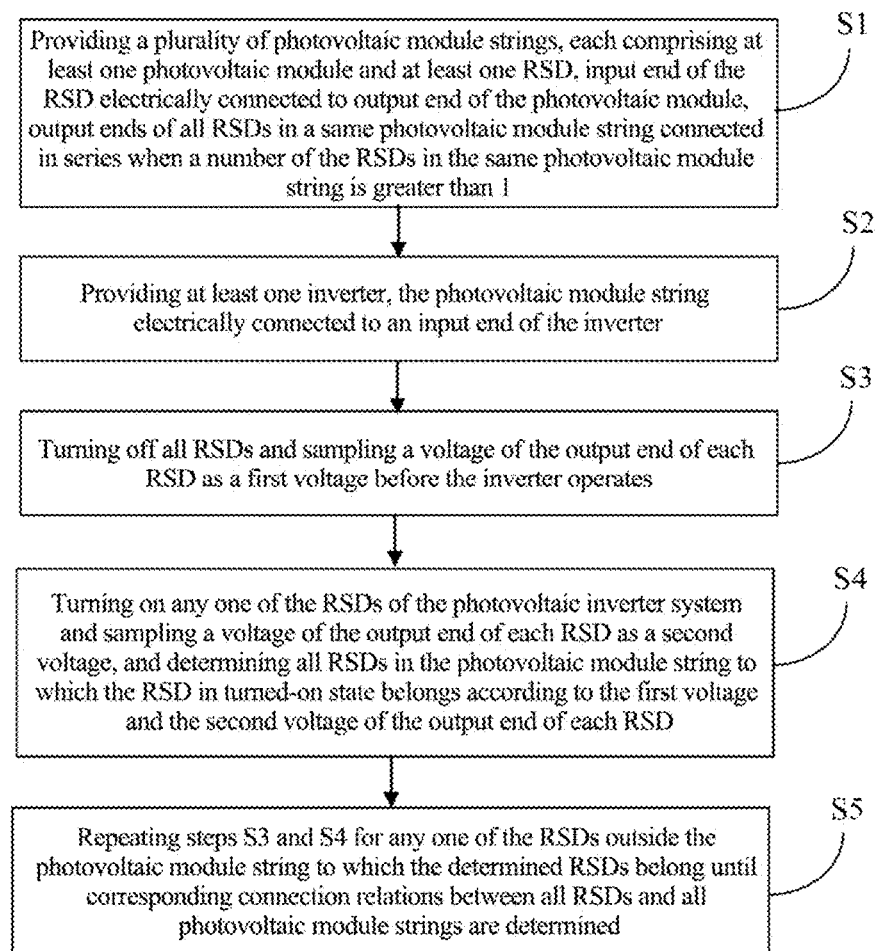 S1
Providing a plurality of photovoltaic module strings, each comprising at
least one photovoltaic module and at least one RSD, input end of the
RSD electrically connected to output end of the photovoltaic module,
output ends of all RSDs in a same photovoltaic module string connected
in series when a number of the RSDs in the same photovoltaic module
string is greater than 1
S2
Providing at least one inverter, the photovoltaic module string
electrically connected to an input end of the inverter
S3
Turning off all RSDs and sampling a voltage of the output end of each
RSD as a first voltage before the inverter operates
S4
Turning on any one of the RSDs of the photovoltaic inverter system
and sampling a voltage of the output end of each RSD as a second
voltage, and determining all RSDs in the photovoltaic module string to
which the RSD in turned-on state belongs according to the first voltage
and the second voltage of the output end of each RSD
S5
Repeating steps S3 and S4 for any one of the RSDs outside the
photovoltaic module string to which the determined RSDs belong until
corresponding connection relations between all RSDs and all
photovoltaic module strings are determined